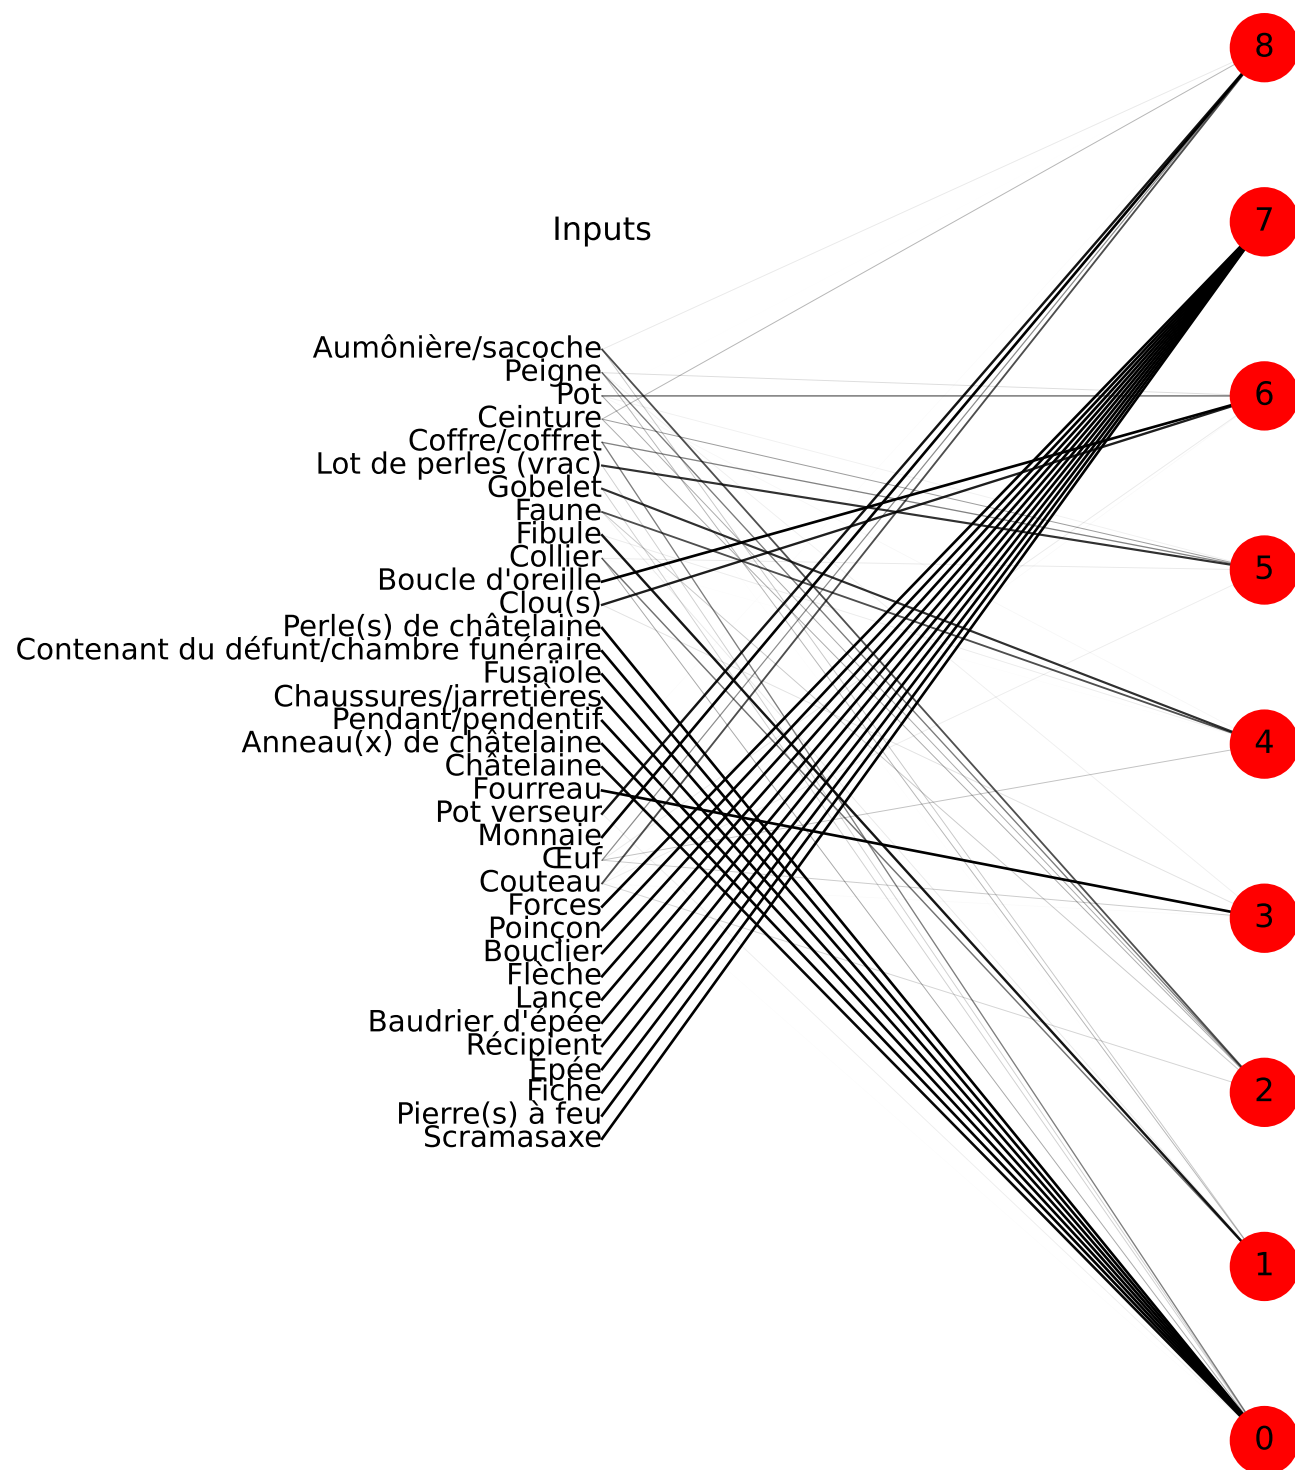 8
7
Inputs
Aumônière/sacoche
Peigne
Pot
6
Ceinture
Coffre/coffret
Lot de perles (vrac)
Gobelet
Faune
Fibule
Collier
5
Boucle d'oreille
Clou(s)
Perle(s) de châtelaine
Contenant du défunt/chambre funéraire
Fusaïole
Chaussures/jarretières
Pendant/pendentif
Anneau(x) de châtelaine
4
Châtelaine
Fourreau
Pot verseur
Monnaie
Œuf
Couteau
Forces
3
Poinçon
Bouclier
Flèche
Lance
Baudrier d'épée
Récipient
Epée
Fiche
2
Pierre(s) à feu
Scramasaxe
1
0